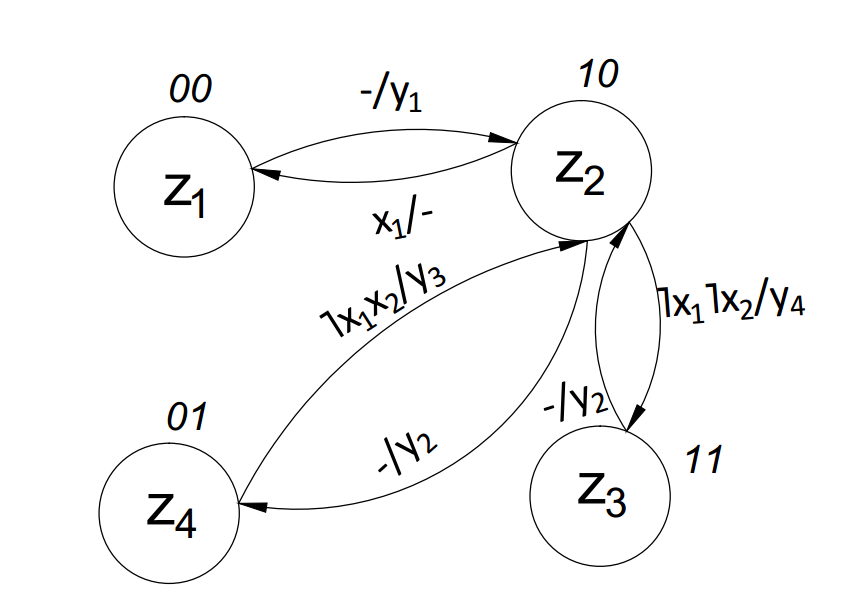 00
-/y₁
10
z₁
z₂
x₁/-
˥x₁x₂/y₃
˥x₁˥x₂/y₄
-/y₂
01
-/y₂
11
z₄
z₃